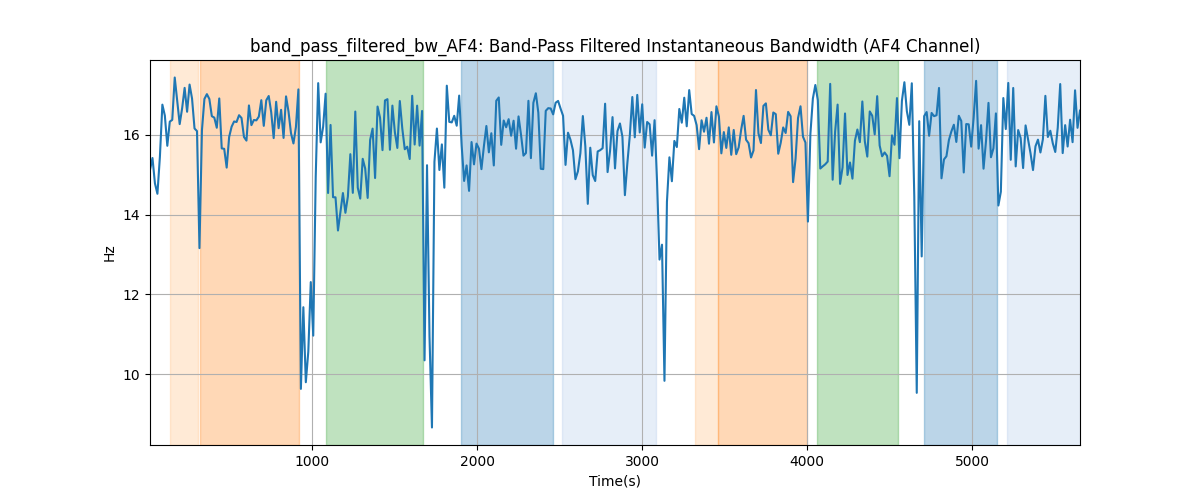 band_pass_filtered_bw_AF4: Band-Pass Filtered Instantaneous Bandwidth (AF4 Channel)
16
14
12
10
Hz
1000 2000 3000 4000 5000
Time(s)